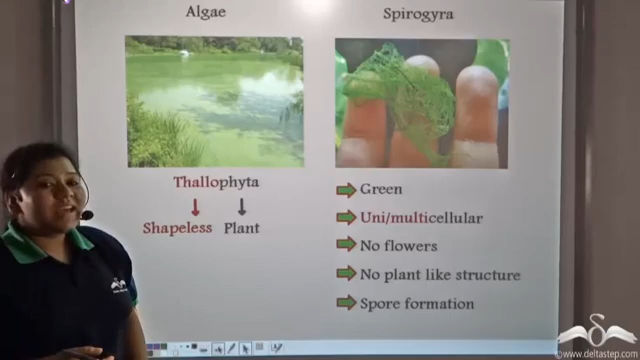 Algae
Spirogyra
Thallophyta
Shapeless Plant
Green
Uni/multicellular
No flowers
No plant like structure
Spore formation
©www.deltastep.com